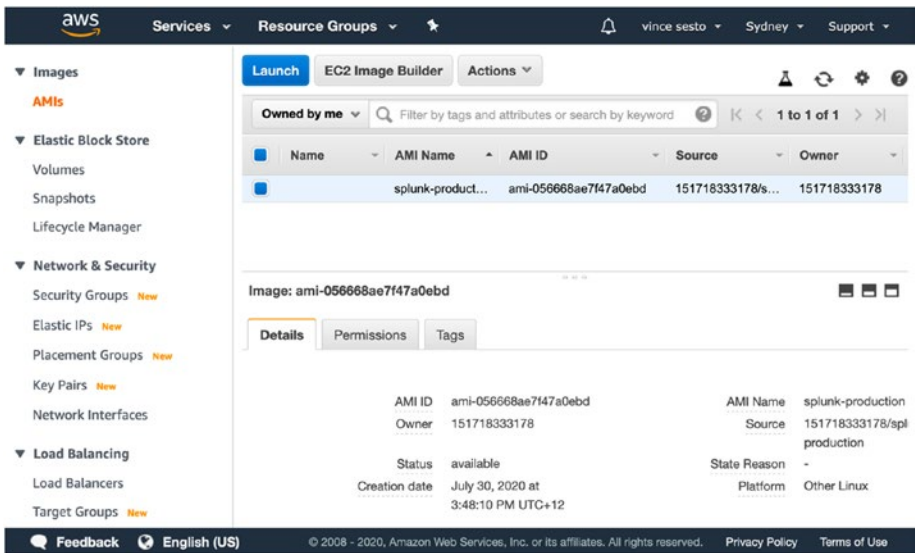 aws Services Resource Groups vince sesto Sydney Support
Images
AMIs
Elastic Block Store
Volumes
Snapshots
Lifecycle Manager
Network & Security
Security Groups New
Elastic IPs New
Placement Groups New
Key Pairs New
Network Interfaces
Load Balancing
Load Balancers
Target Groups New
Launch EC2 Image Builder Actions
Owned by me Filter by tags and attributes or search by keyword 1 to 1 of 1
Name AMI Name AMI ID Source Owner
splunk-product... ami-056668ae7f47a0ebd 151718333178/s... 151718333178
Image: ami-056668ae7f47a0ebd
Details Permissions Tags
AMI ID ami-056668ae7f47a0ebd AMI Name splunk-production
Owner 151718333178 Source 151718333178/spl
production
Status available State Reason -
Creation date July 30, 2020 at Platform Other Linux
3:48:10 PM UTC+12
Feedback English (US) © 2008 - 2020, Amazon Web Services, Inc. or its affiliates. All rights reserved. Privacy Policy Terms of Use